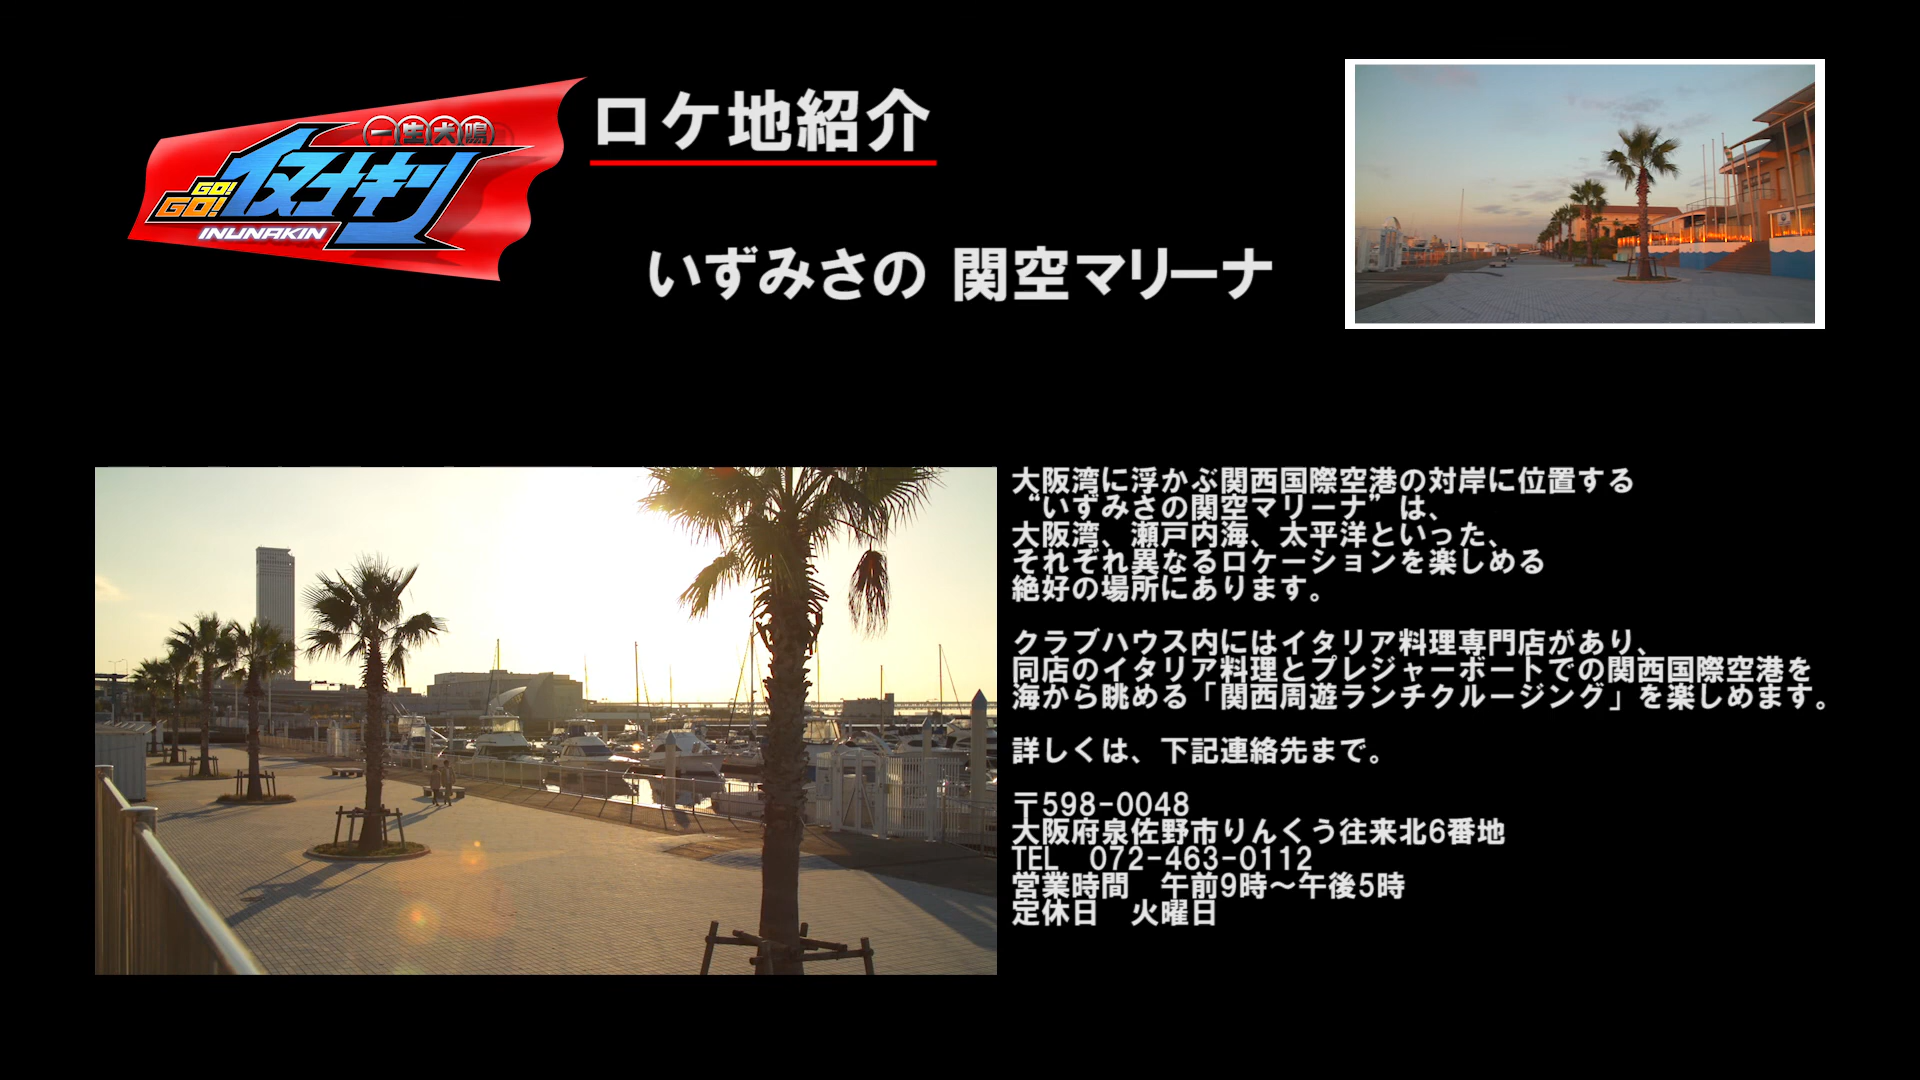 一生犬鳴
GO!
GO!
イヌナキン
INUNAKIN
ロケ地紹介
いずみさの 関空マリーナ
大阪湾に浮かぶ関西国際空港の対岸に位置する
“いずみさの関空マリーナ”は、
大阪湾、瀬戸内海、太平洋といった、
それぞれ異なるロケーションを楽しめる
絶好の場所にあります。
クラブハウス内にはイタリア料理専門店があり、
同店のイタリア料理とプレジャーボートでの関西国際空港を
海から眺める「関西周遊ランチクルージング」を楽しめます。
詳しくは、下記連絡先まで。
〒598-0048
大阪府泉佐野市りんくう往来北6番地
TEL　072-463-0112
営業時間　午前9時～午後5時
定休日　火曜日